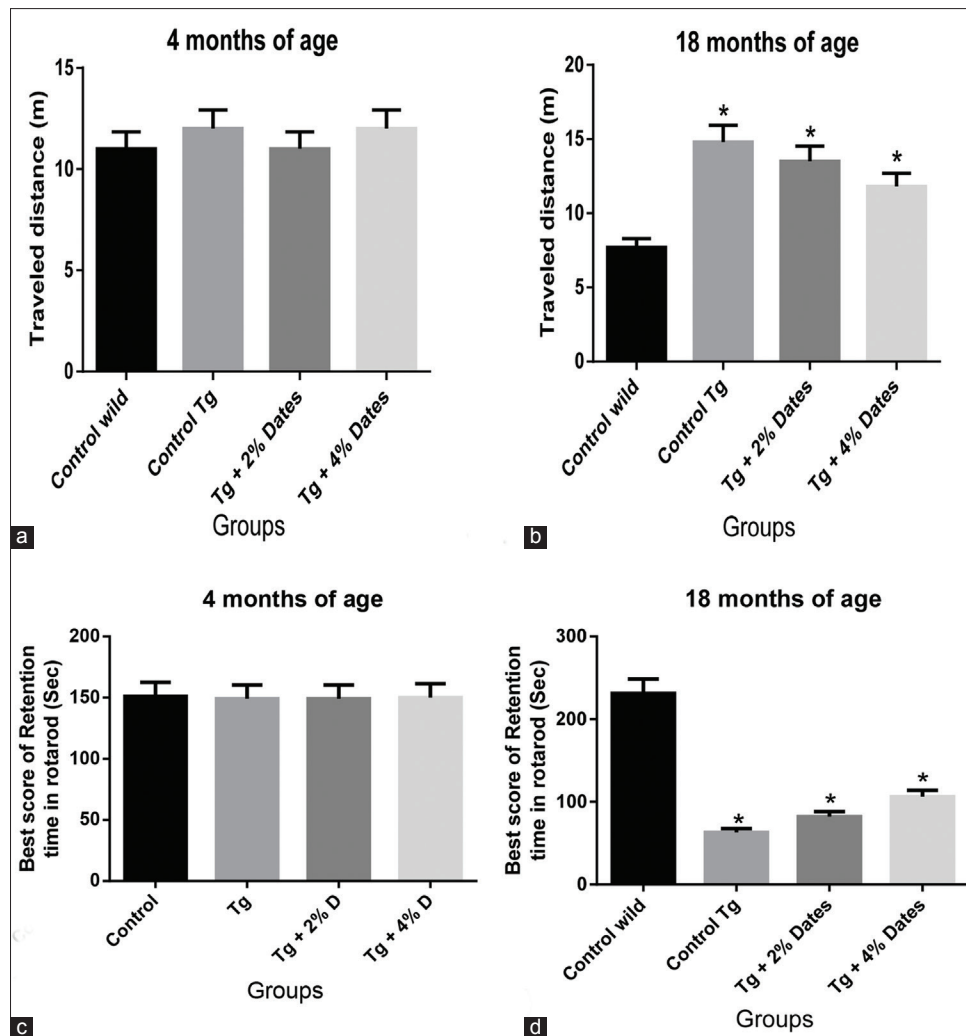 4 months of age
Traveled distance (m)
15
10
5
0
Control wild
Control Tg
Tg + 2% Dates
Tg + 4% Dates
Groups
a
18 months of age
Traveled distance (m)
20
15
10
5
0
*
*
*
Control wild
Control Tg
Tg + 2% Dates
Tg + 4% Dates
Groups
b
4 months of age
Best score of Retention
time in rotarod (Sec)
200
150
100
50
0
Control
Tg
Tg + 2% D
Tg + 4% D
Groups
c
18 months of age
Best score of Retention
time in rotarod (Sec)
300
200
100
0
*
*
*
Control wild
Control Tg
Tg + 2% Dates
Tg + 4% Dates
Groups
d